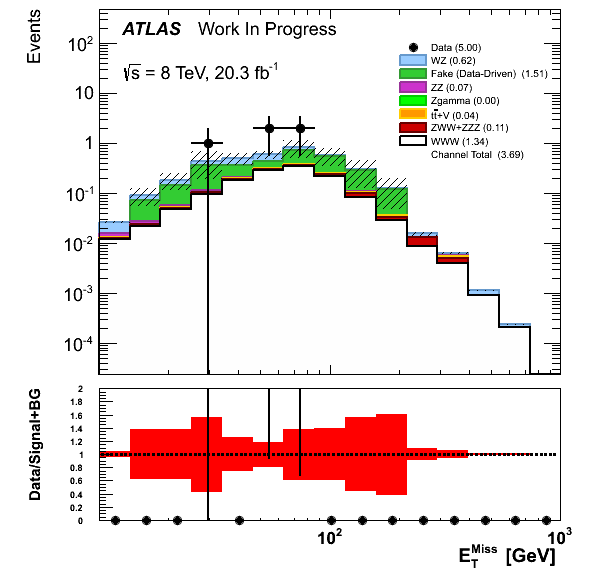 Events
ATLAS Work In Progress
√s = 8 TeV, 20.3 fb⁻¹
Data (5.00)
WZ (0.62)
Fake (Data-Driven) (1.51)
ZZ (0.07)
Zgamma (0.00)
tt̄+V (0.04)
ZWW+ZZZ (0.11)
WWW (1.34)
Channel Total (3.69)
10²
10
1
10⁻¹
10⁻²
10⁻³
10⁻⁴
Data/Signal+BG
2
1.8
1.6
1.4
1.2
1
0.8
0.6
0.4
0.2
0
10² 10³
E_T^Miss [GeV]